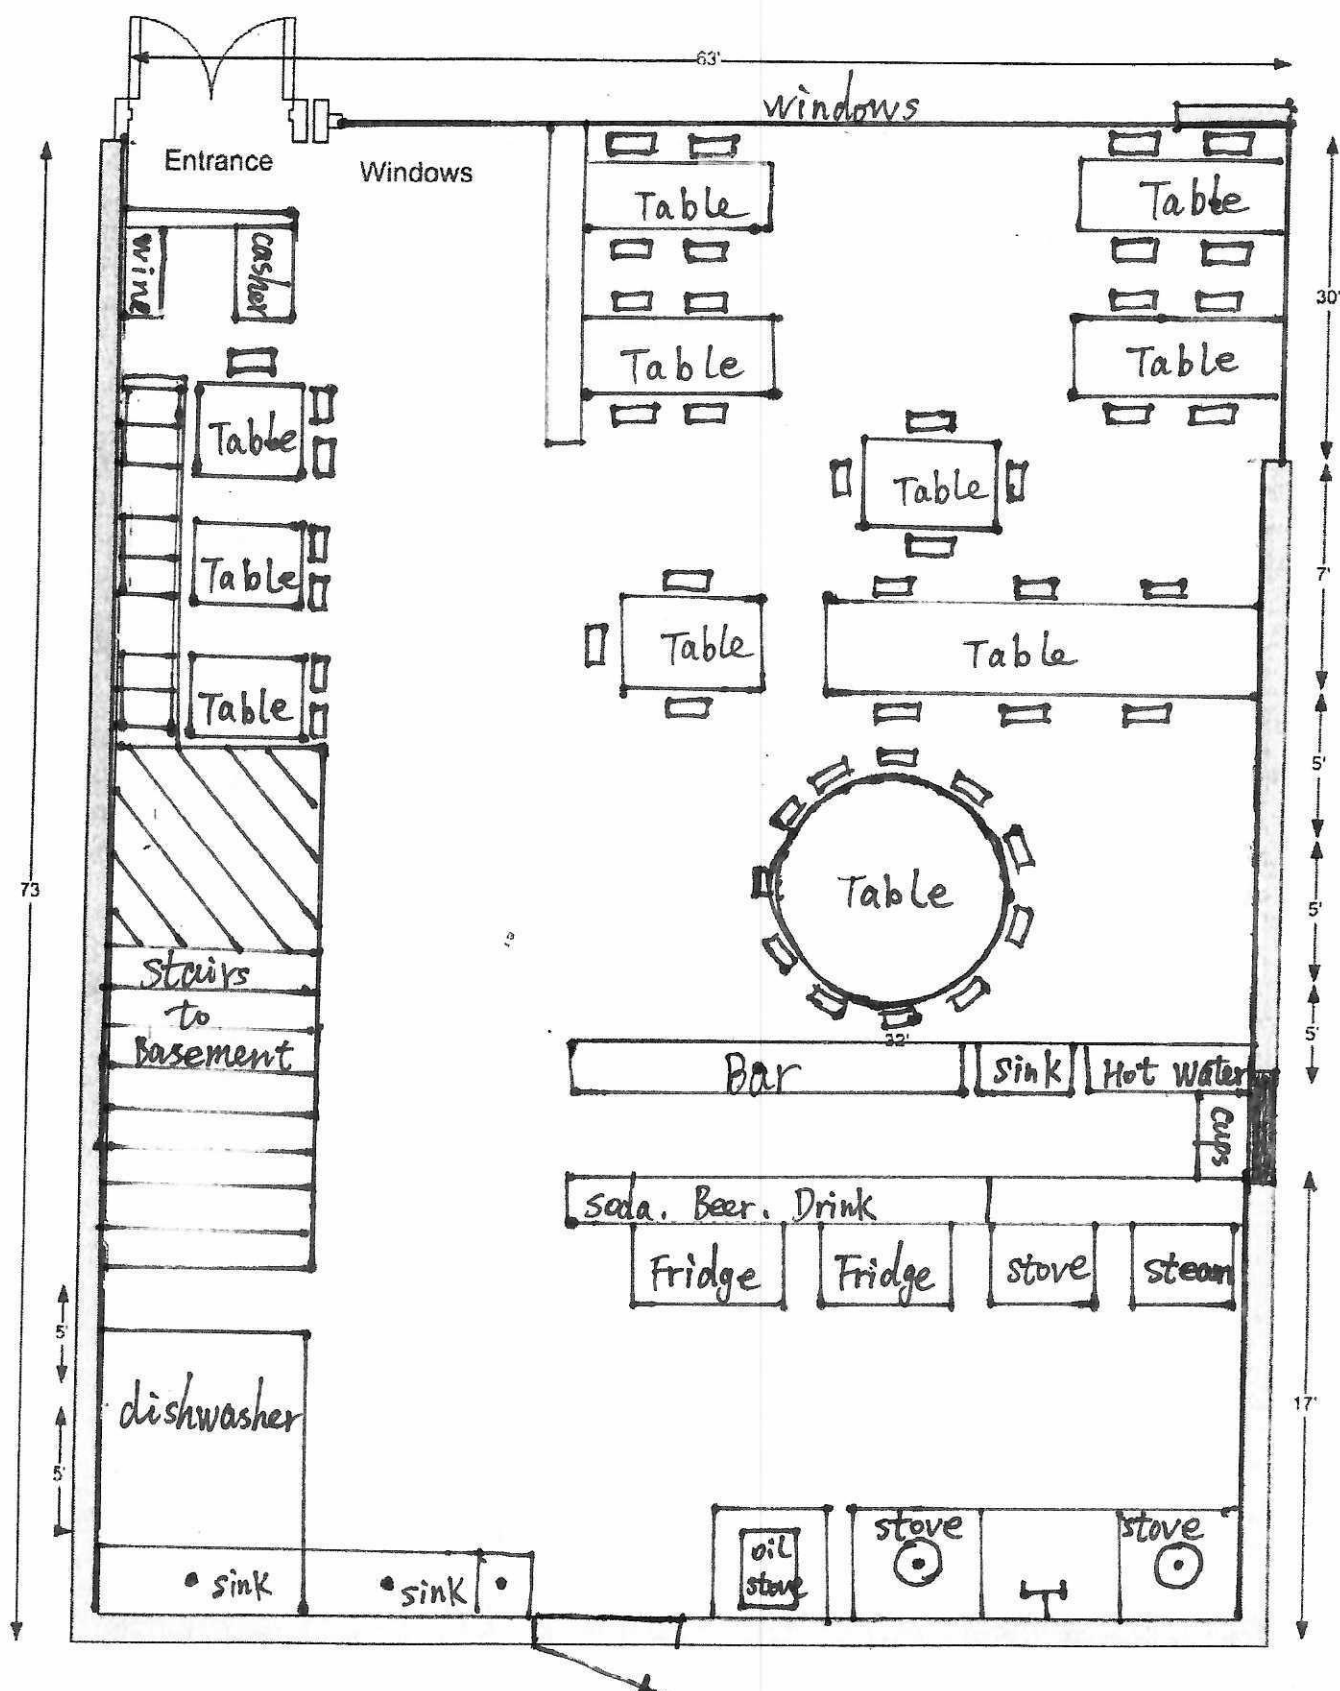 63'
windows
Entrance
Windows
Table
Table
wine
casher
30'
Table
Table
Table
Table
Table
7'
Table
Table
Table
5'
73
Table
5'
Stairs
to
Basement
32'
5'
Bar
Sink
Hot Water
Cups
Soda. Beer. Drink
Fridge
Fridge
stove
steam
5'
dishwasher
17'
5'
stove
stove
oil
stove
sink
sink